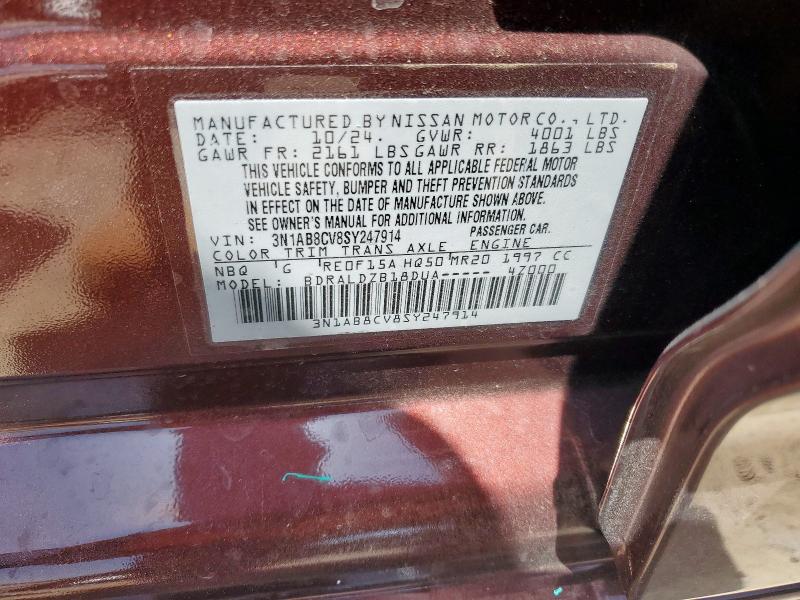 MANUFACTURED BY NISSAN MOTOR CO., LTD.
DATE: 10/24. GVWR: 4001 LBS
GAWR FR: 2161 LBS GAWR RR: 1863 LBS
THIS VEHICLE CONFORMS TO ALL APPLICABLE FEDERAL MOTOR
VEHICLE SAFETY, BUMPER AND THEFT PREVENTION STANDARDS
IN EFFECT ON THE DATE OF MANUFACTURE SHOWN ABOVE.
SEE OWNER'S MANUAL FOR ADDITIONAL INFORMATION.
VIN: 3N1AB8CV8SY247914 PASSENGER CAR.
COLOR TRIM TRANS AXLE ENGINE
NBQ 'G 'RE0F15A HQ50 MR20 1997 CC
MODEL: BDRALDZB18DUA----- 47000
3N1AB8CV8SY247914